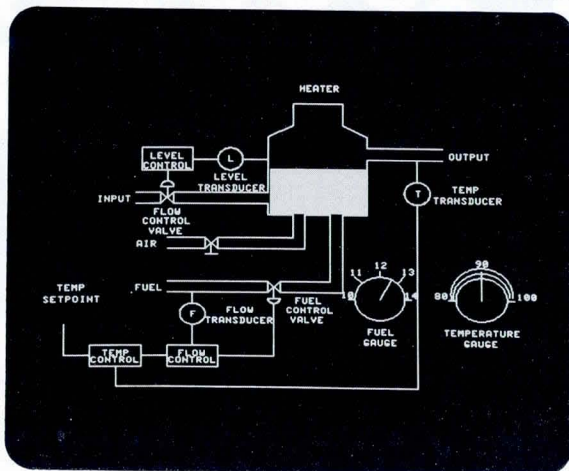 HEATER
LEVEL
CONTROL
L
LEVEL
TRANSDUCER
OUTPUT
INPUT
FLOW
CONTROL
VALVE
T
TEMP
TRANSDUCER
AIR
TEMP
SETPOINT
FUEL
F
FLOW
TRANSDUCER
FUEL
CONTROL
VALVE
10
11
12
13
14
FUEL
GAUGE
80
90
100
TEMPERATURE
GAUGE
TEMP
CONTROL
FLOW
CONTROL